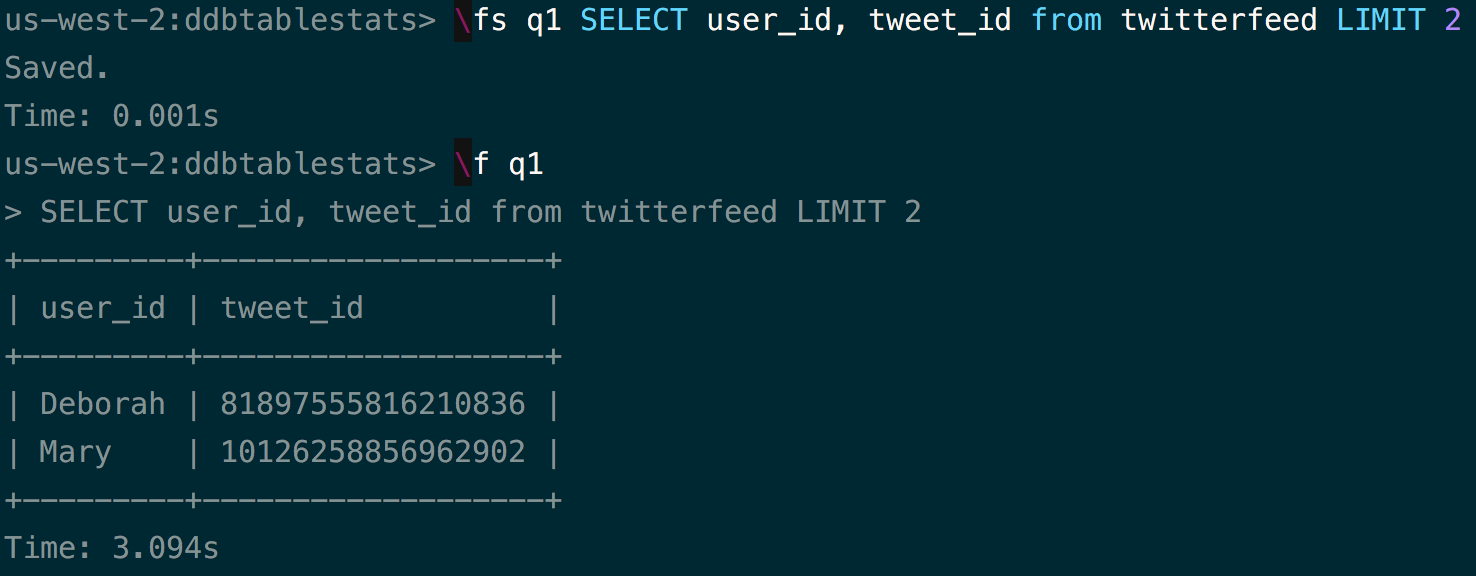 us-west-2:ddbtablestats> \fs q1 SELECT user_id, tweet_id from twitterfeed LIMIT 2
Saved.
Time: 0.001s
us-west-2:ddbtablestats> \f q1
> SELECT user_id, tweet_id from twitterfeed LIMIT 2
+---------+-------------------+
| user_id | tweet_id          |
+---------+-------------------+
| Deborah | 81897555816210836 |
| Mary    | 10126258856962902 |
+---------+-------------------+
Time: 3.094s